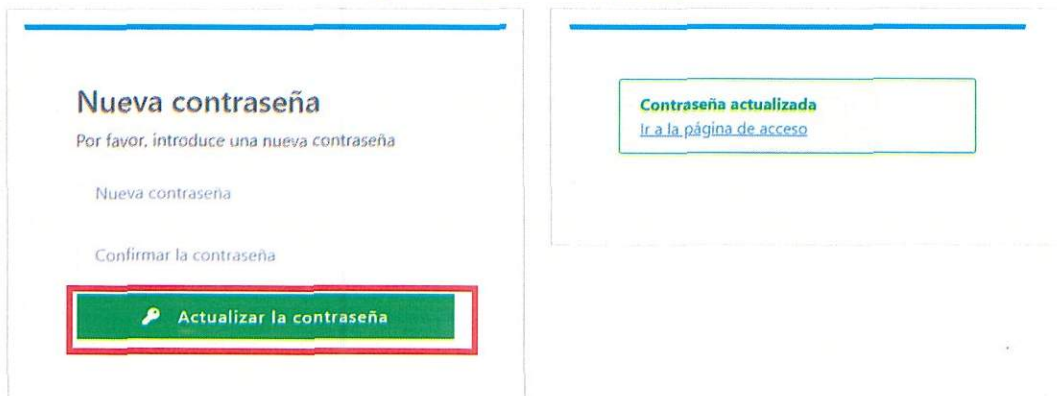 Nueva contraseña
Por favor, introduce una nueva contraseña
Nueva contraseña
Confirmar la contraseña
Actualizar la contraseña
Contraseña actualizada
Ir a la página de acceso